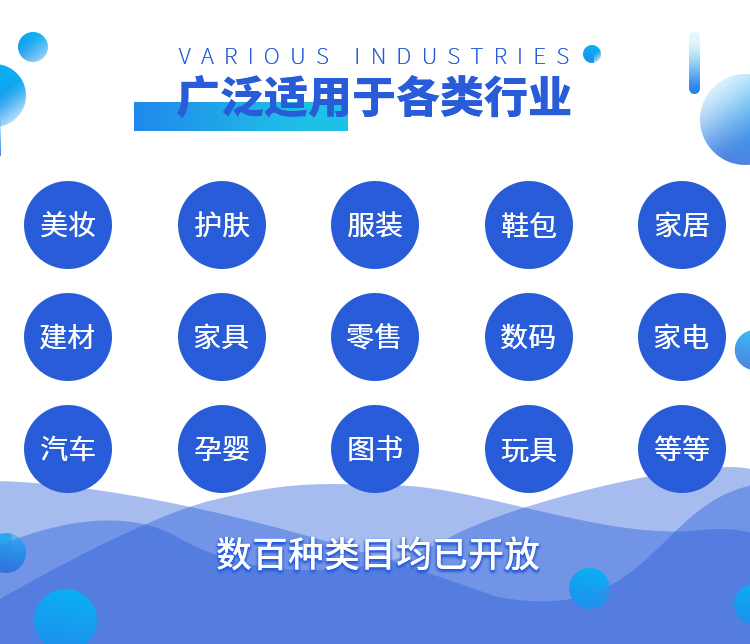 VARIOUS INDUSTRIES
广泛适用于各类行业
美妆 护肤 服装 鞋包 家居
建材 家具 零售 数码 家电
汽车 孕婴 图书 玩具 等等
数百种类目均已开放